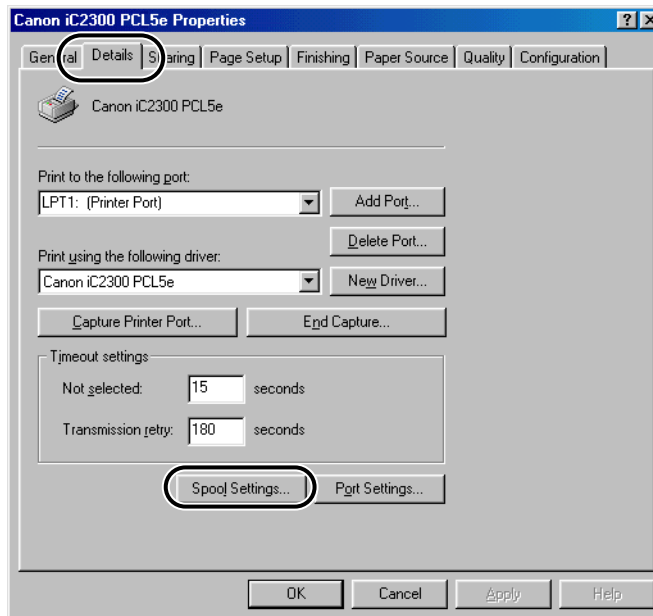 Canon iC2300 PCL5e Properties
General Details Sharing Page Setup Finishing Paper Source Quality Configuration
Canon iC2300 PCL5e
Print to the following port:
LPT1: (Printer Port) Add Port...
Delete Port...
Print using the following driver:
Canon iC2300 PCL5e New Driver...
Capture Printer Port... End Capture...
Timeout settings
Not selected: 15 seconds
Transmission retry: 180 seconds
Spool Settings... Port Settings...
OK Cancel Apply Help